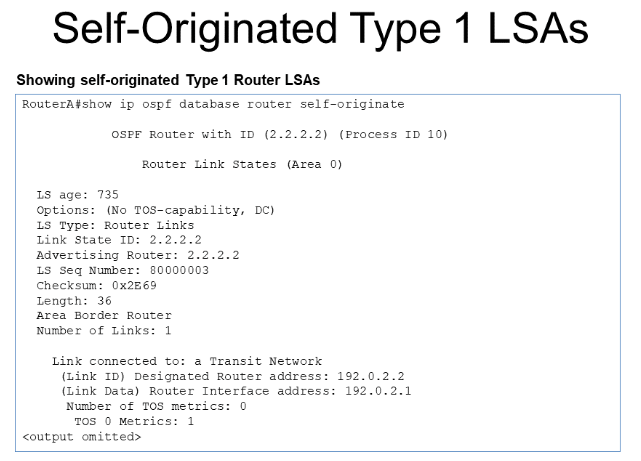 Self-Originated Type 1 LSAs
Showing self-originated Type 1 Router LSAs
RouterA#show ip ospf database router self-originate
OSPF Router with ID (2.2.2.2) (Process ID 10)
Router Link States (Area 0)
LS age: 735
Options: (No TOS-capability, DC)
LS Type: Router Links
Link State ID: 2.2.2.2
Advertising Router: 2.2.2.2
LS Seq Number: 80000003
Checksum: 0x2E69
Length: 36
Area Border Router
Number of Links: 1
Link connected to: a Transit Network
(Link ID) Designated Router address: 192.0.2.2
(Link Data) Router Interface address: 192.0.2.1
Number of TOS metrics: 0
TOS 0 Metrics: 1
<output omitted>